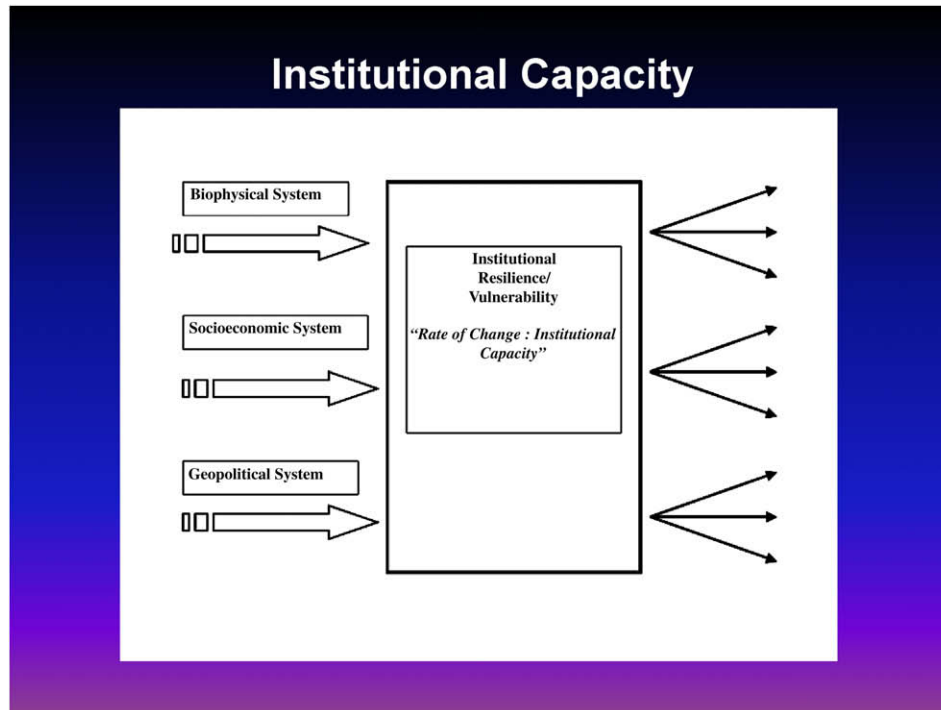 Institutional Capacity
Biophysical System
Institutional
Resilience/
Vulnerability
“Rate of Change : Institutional
Capacity”
Socioeconomic System
Geopolitical System